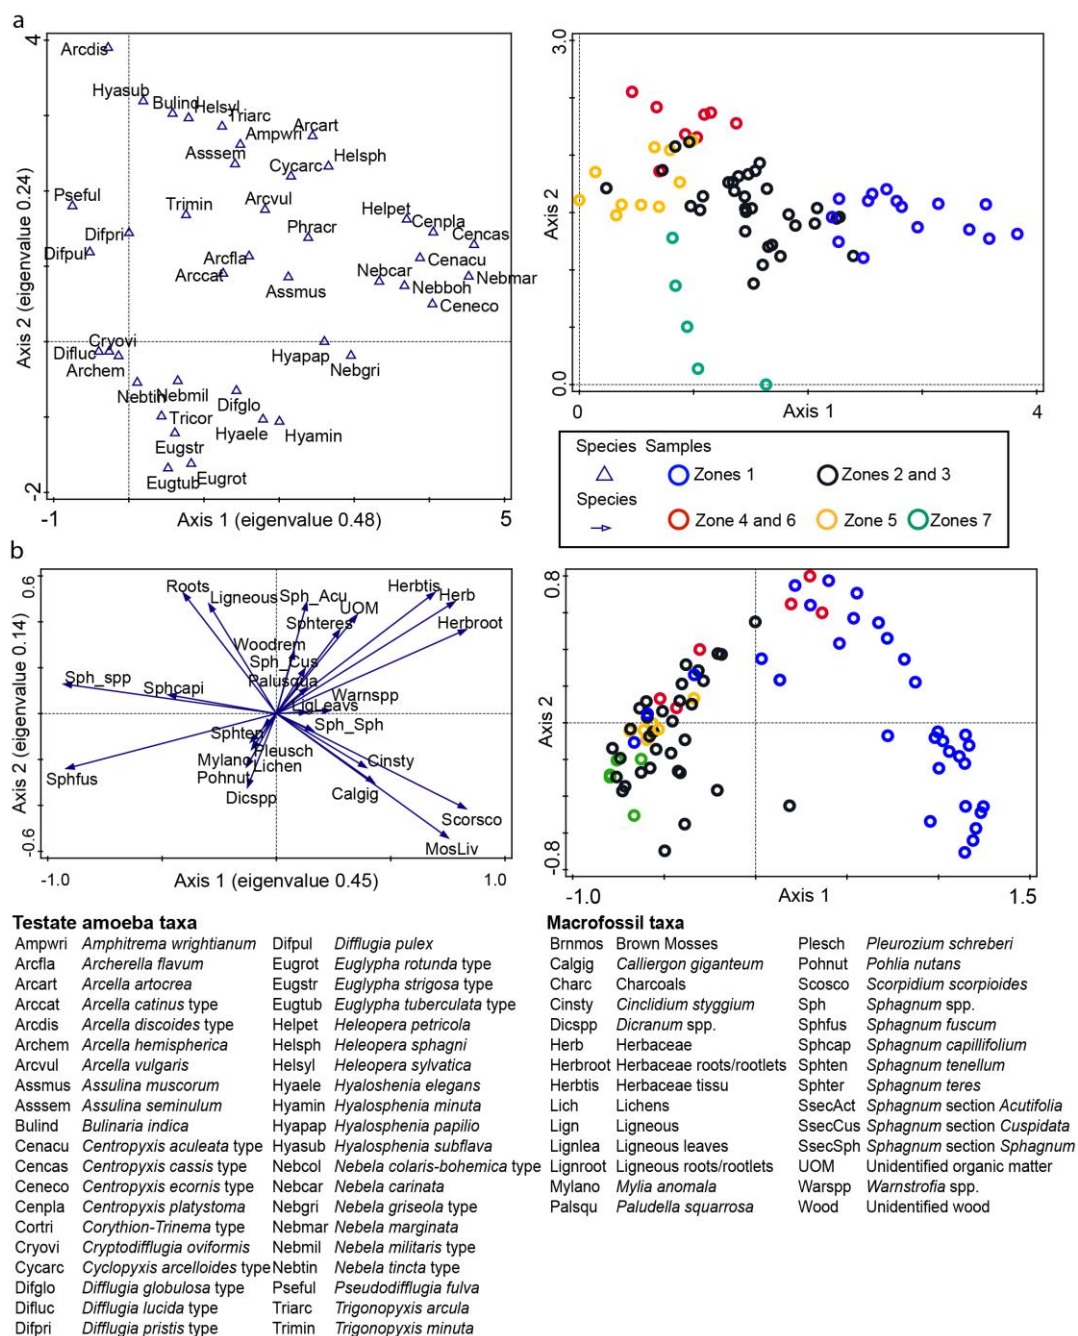 a
4
Arcdis
Hyasub
Bulind
Helsyl
Triarc
Ampwri
Arcart
Asssem
Cycarc
Helsph
Pseful
Trimin
Arcvul
Helpet
Cenpla
Difpri
Phracr
Cencas
Difpul
Arcfla
Cenacu
Arccat
Nebcar
Nebmar
Assmus
Nebboh
Ceneco
Cryovi
Difluc
Archem
Hyapap
Nebgri
Nebtin
Nebmil
Difglo
Tricor
Hyaele
Hyamin
Eugstr
Eugtub
Eugrot
-2
-1
Axis 1 (eigenvalue 0.48)
5
Axis 2 (eigenvalue 0.24)
3.0
Axis 2
0.0
0
Axis 1
4
Species Samples
Zones 1
Zones 2 and 3
Species
Zone 4 and 6
Zone 5
Zones 7
b
0.6
Roots
Ligneous
Sph_Acu
Herbtis
Herb
UOM
Sphteres
Herbroot
Woodrem
Sph_Cus
Sph_spp
Sphcapi
Palusqua
Warnspp
LigLeavs
Sph_Sph
Sphten
Pleusch
Mylano
Lichen
Cinsty
Sphfus
Pohnut
Dicspp
Calgig
Scorsco
MosLiv
-0.6
-1.0
Axis 1 (eigenvalue 0.45)
1.0
Axis 2 (eigenvalue 0.14)
0.8
Axis 2
-0.8
-1.0
Axis 1
1.5
Testate amoeba taxa
Ampwri Amphitrema wrightianum
Arcfla Archerella flavum
Arcart Arcella artocrea
Arccat Arcella catinus type
Arcdis Arcella discoides type
Archem Arcella hemispherica
Arcvul Arcella vulgaris
Assmus Assulina muscorum
Asssem Assulina seminulum
Bulind Bulinaria indica
Cenacu Centropyxis aculeata type
Cencas Centropyxis cassis type
Ceneco Centropyxis ecornis type
Cenpla Centropyxis platystoma
Cortri Corythion-Trinema type
Cryovi Cryptodifflugia oviformis
Cycarc Cyclopyxis arcelloides type
Difglo Difflugia globulosa type
Difluc Difflugia lucida type
Difpri Difflugia pristis type
Difpul Difflugia pulex
Eugrot Euglypha rotunda type
Eugstr Euglypha strigosa type
Eugtub Euglypha tuberculata type
Helpet Heleopera petricola
Helsph Heleopera sphagni
Helsyl Heleopera sylvatica
Hyaele Hyaloshenia elegans
Hyamin Hyalosphenia minuta
Hyapap Hyalosphenia papilio
Hyasub Hyalosphenia subflava
Nebcol Nebela colaris-bohemica type
Nebcar Nebela carinata
Nebgri Nebela griseola type
Nebmar Nebela marginata
Nebmil Nebela militaris type
Nebtin Nebela tincta type
Pseful Pseudodifflugia fulva
Triarc Trigonopyxis arcula
Trimin Trigonopyxis minuta
Macrofossil taxa
Brnmos Brown Mosses
Calgig Calliergon giganteum
Charc Charcoals
Cinsty Cinclidium styggium
Dicspp Dicranum spp.
Herb Herbaceae
Herbroot Herbaceae roots/rootlets
Herbtis Herbaceae tissu
Lich Lichens
Lign Ligneous
Lignlea Ligneous leaves
Lignroot Ligneous roots/rootlets
Mylano Mylia anomala
Palsqu Paludella squarrosa
Plesch Pleurozium schreberi
Pohnut Pohlia nutans
Scosco Scorpidium scorpioides
Sph Sphagnum spp.
Sphfus Sphagnum fuscum
Sphcap Sphagnum capillifolium
Sphten Sphagnum tenellum
Sphter Sphagnum teres
SsecAct Sphagnum section Acutifolia
SsecCus Sphagnum section Cuspidata
SsecSph Sphagnum section Sphagnum
UOM Unidentified organic matter
Warspp Warnstrofia spp.
Wood Unidentified wood